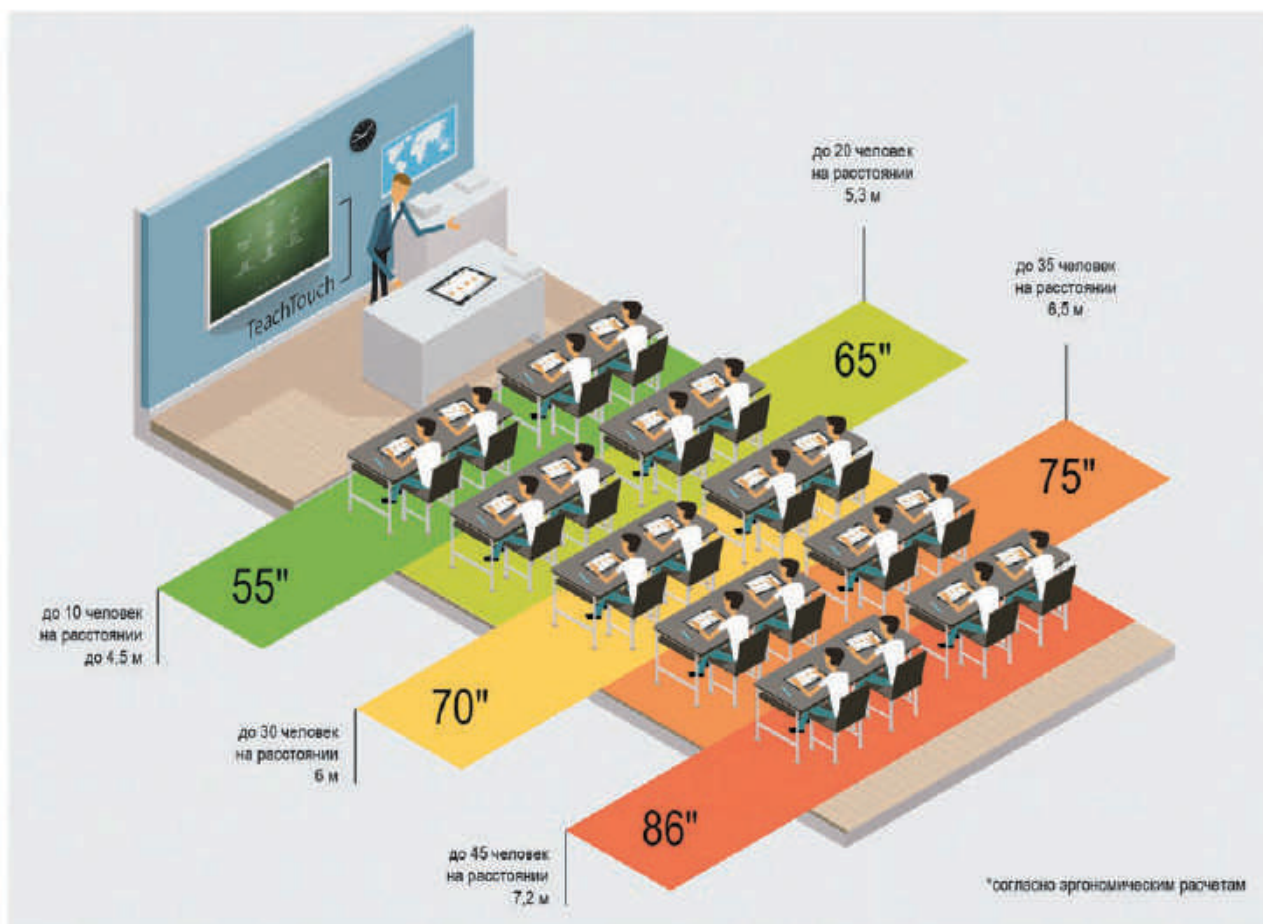 до 20 человек
на расстоянии
5,3 м
до 35 человек
на расстоянии
6,5 м
TeachTouch
65"
75"
55"
до 10 человек
на расстоянии
до 4,5 м
70"
до 30 человек
на расстоянии
6 м
86"
до 45 человек
на расстоянии
7,2 м
*согласно эргономическим расчетам